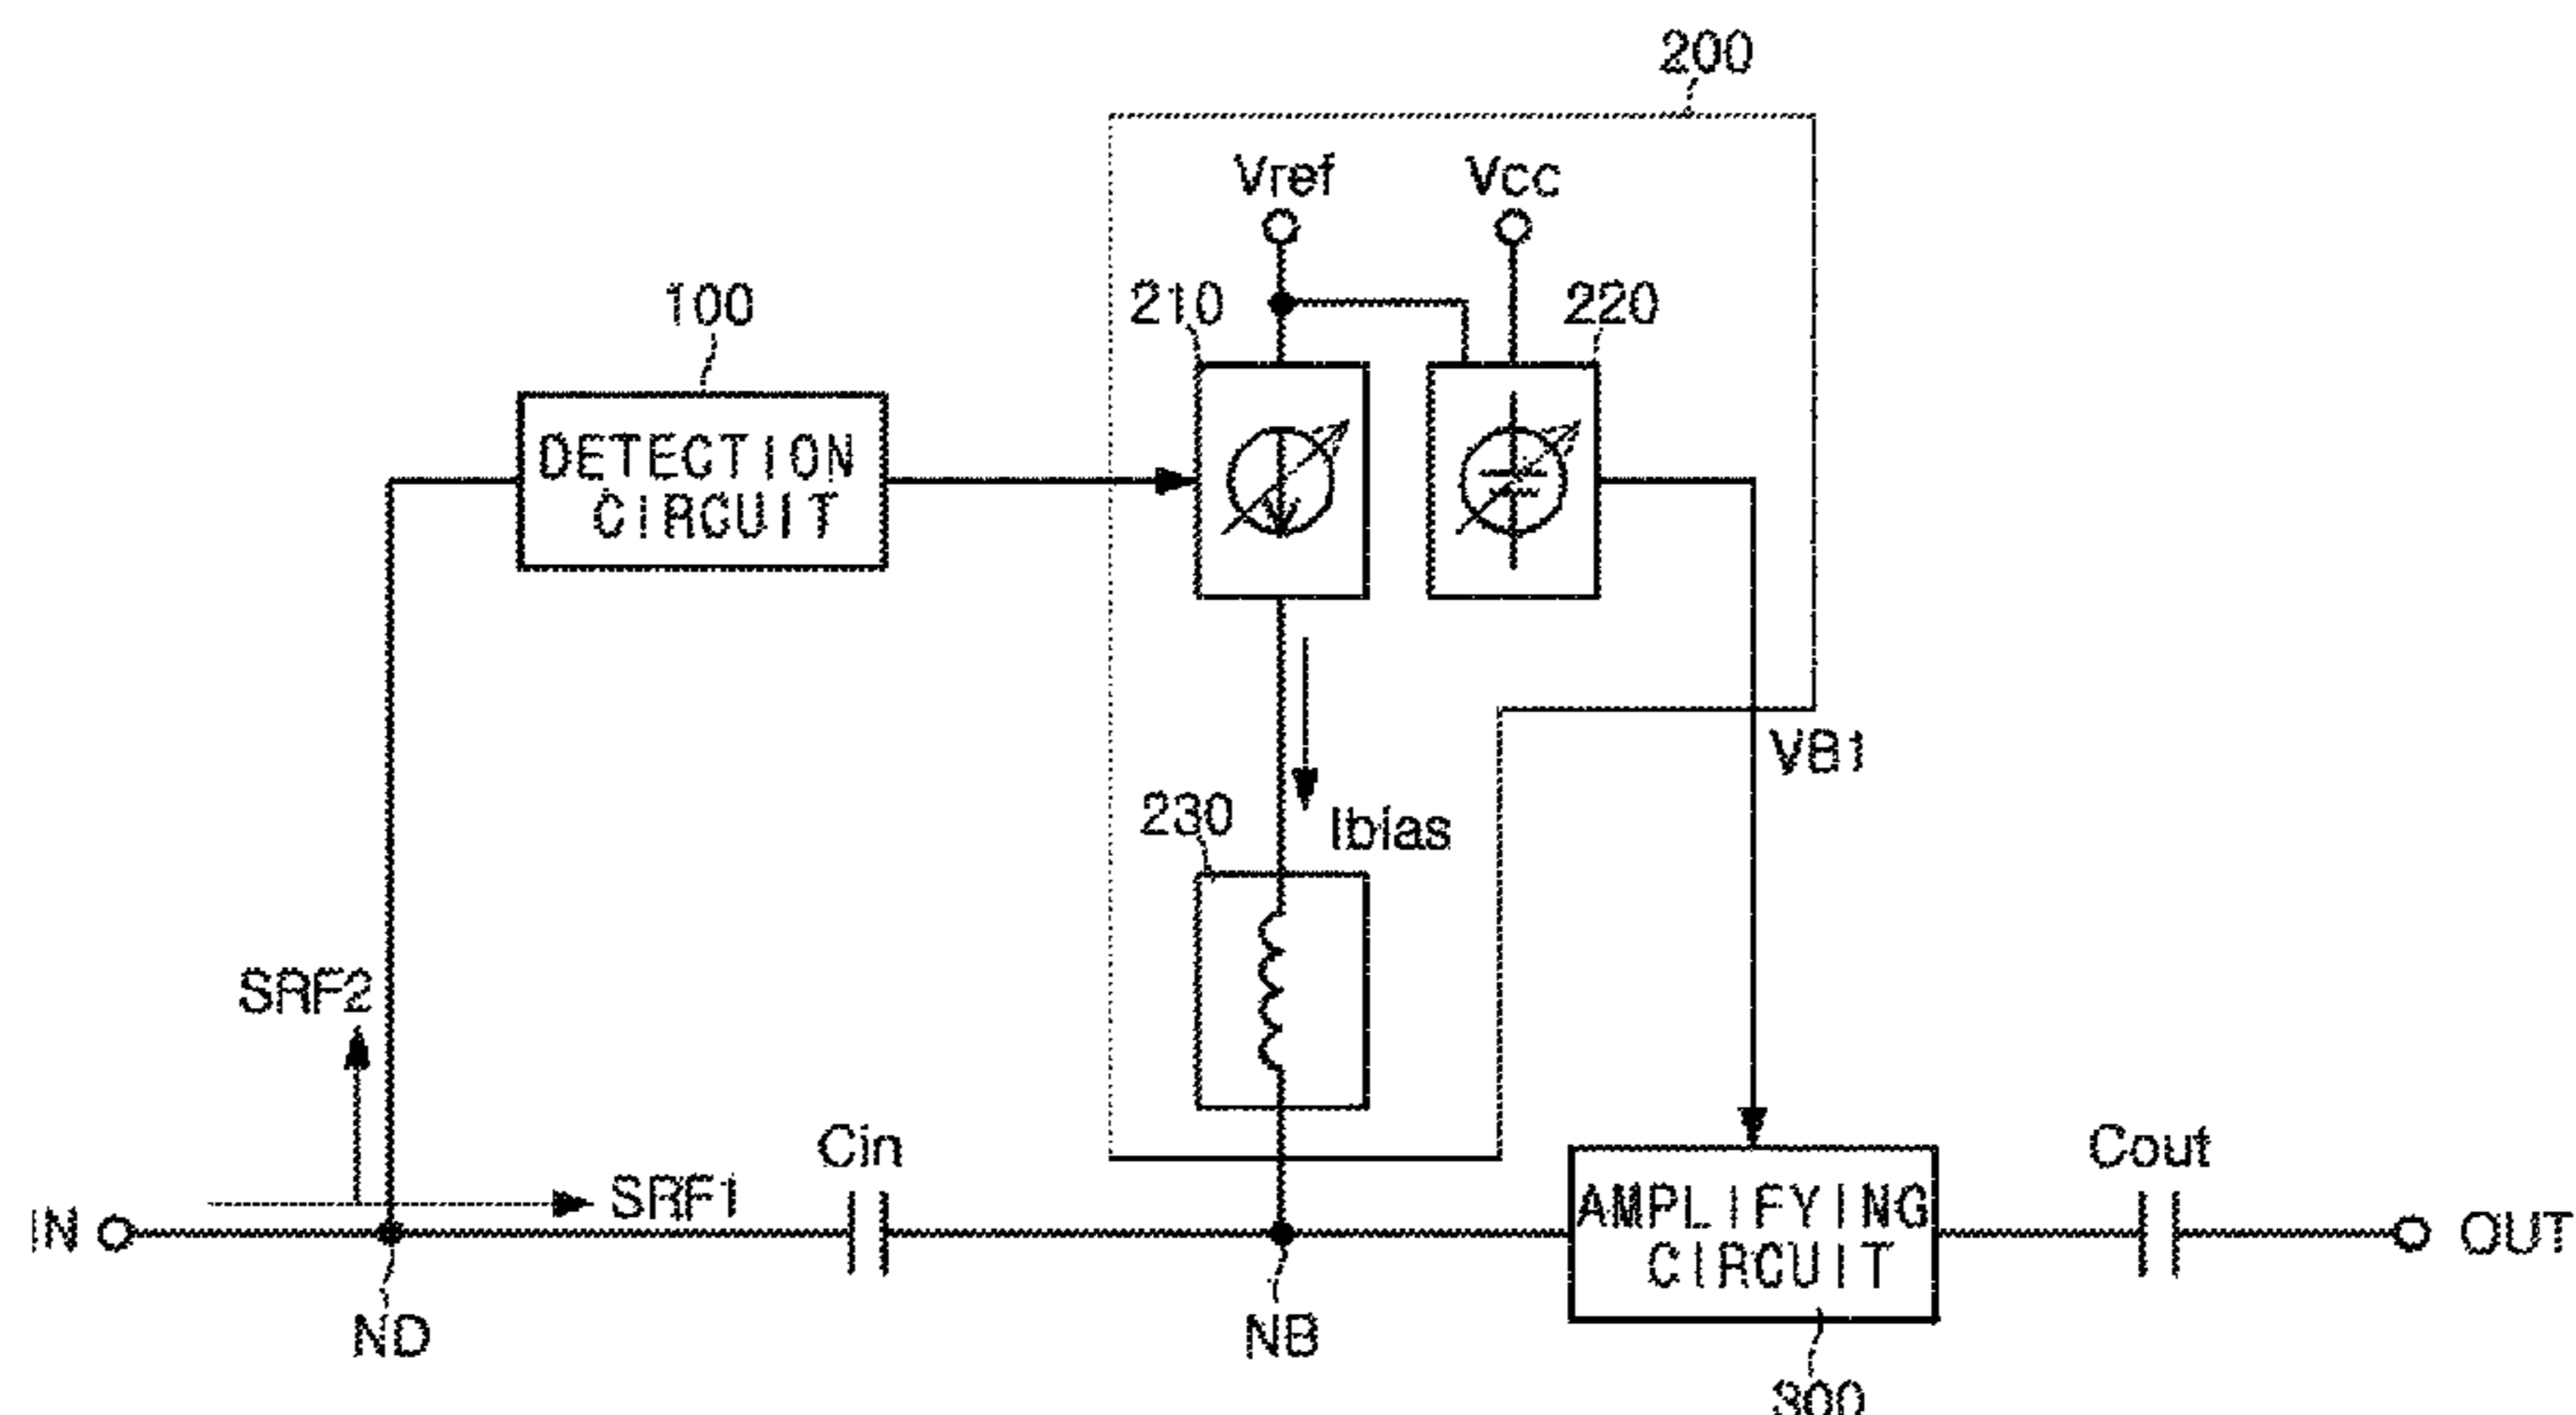 200
Vref
Vcc
100
210
220
DETECTION
CIRCUIT
VB1
230
Ibias
SRF2
Cin
Cout
SRF1
IN
AMPLIFYING
CIRCUIT
OUT
ND
NB
300